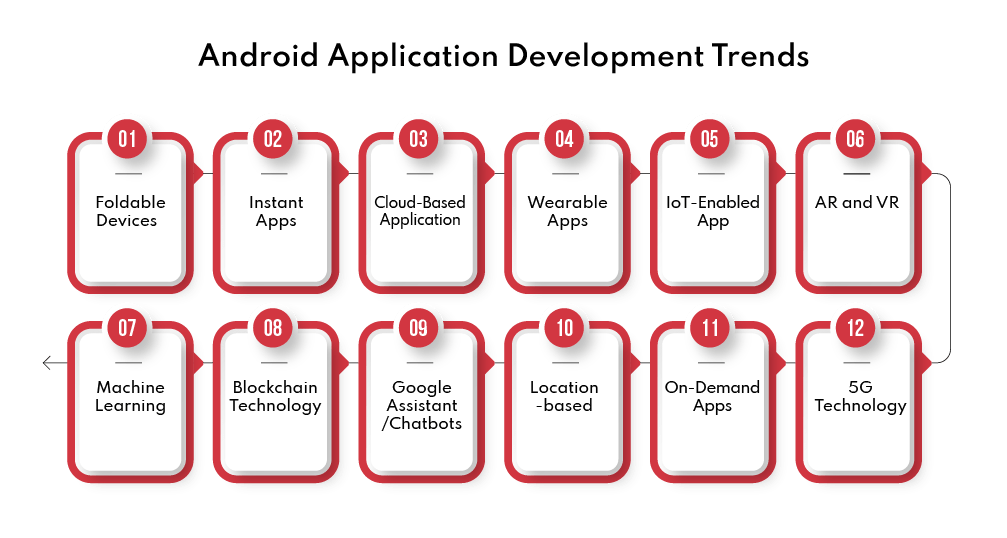 Android Application Development Trends
01
Foldable
Devices
02
Instant
Apps
03
Cloud-Based
Application
04
Wearable
Apps
05
IoT-Enabled
App
06
AR and VR
07
Machine
Learning
08
Blockchain
Technology
09
Google
Assistant
/Chatbots
10
Location
-based
11
On-Demand
Apps
12
5G
Technology